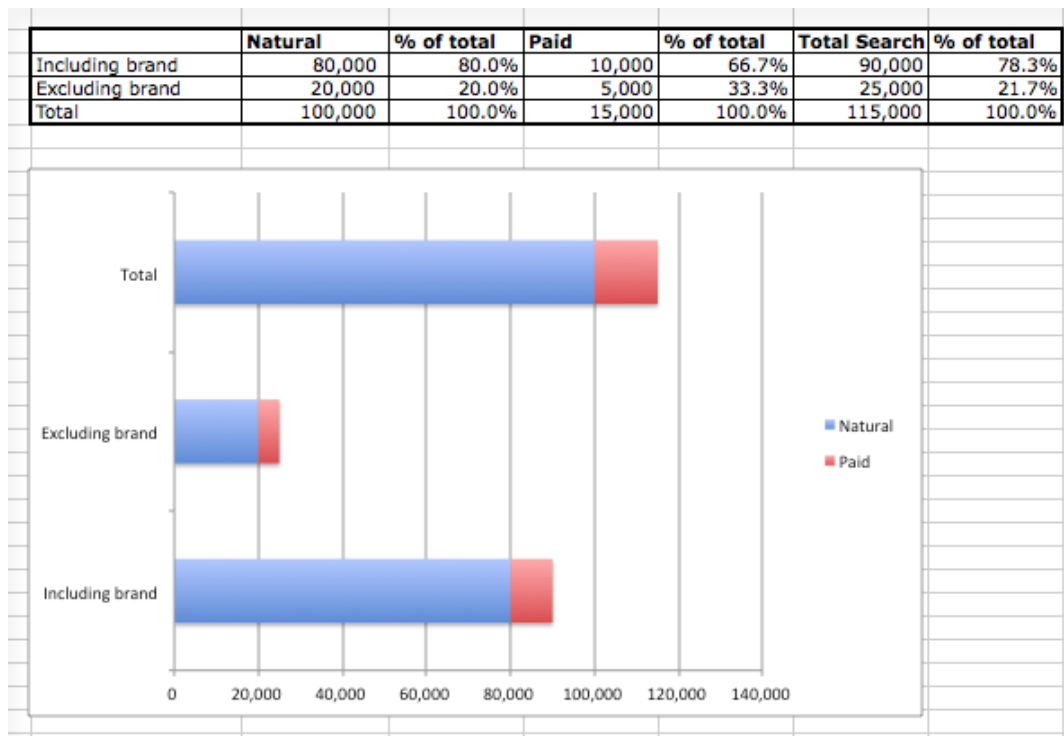 Natural % of total Paid % of total Total Search % of total
Including brand 80,000 80.0% 10,000 66.7% 90,000 78.3%
Excluding brand 20,000 20.0% 5,000 33.3% 25,000 21.7%
Total 100,000 100.0% 15,000 100.0% 115,000 100.0%
Total
Excluding brand
Natural
Paid
Including brand
0 20,000 40,000 60,000 80,000 100,000 120,000 140,000